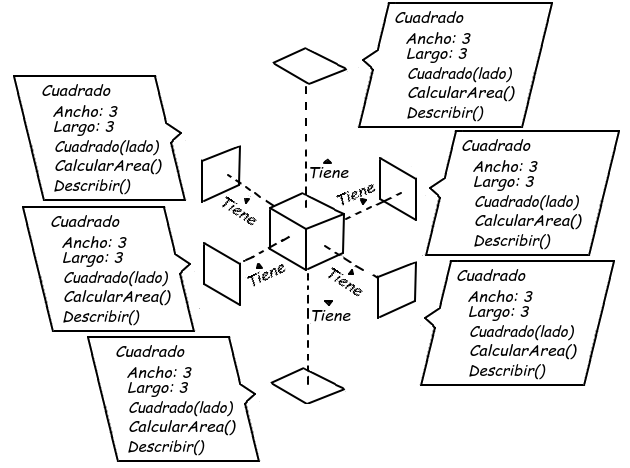 Cuadrado
Ancho: 3
Largo: 3
Cuadrado(lado)
CalcularArea()
Describir()
Cuadrado
Ancho: 3
Largo: 3
Cuadrado(lado)
CalcularArea()
Describir()
Cuadrado
Ancho: 3
Largo: 3
Cuadrado(lado)
CalcularArea()
Describir()
Tiene
Tiene
Tiene
Tiene
Tiene
Tiene
Cuadrado
Ancho: 3
Largo: 3
Cuadrado(lado)
CalcularArea()
Describir()
Cuadrado
Ancho: 3
Largo: 3
Cuadrado(lado)
CalcularArea()
Describir()
Cuadrado
Ancho: 3
Largo: 3
Cuadrado(lado)
CalcularArea()
Describir()